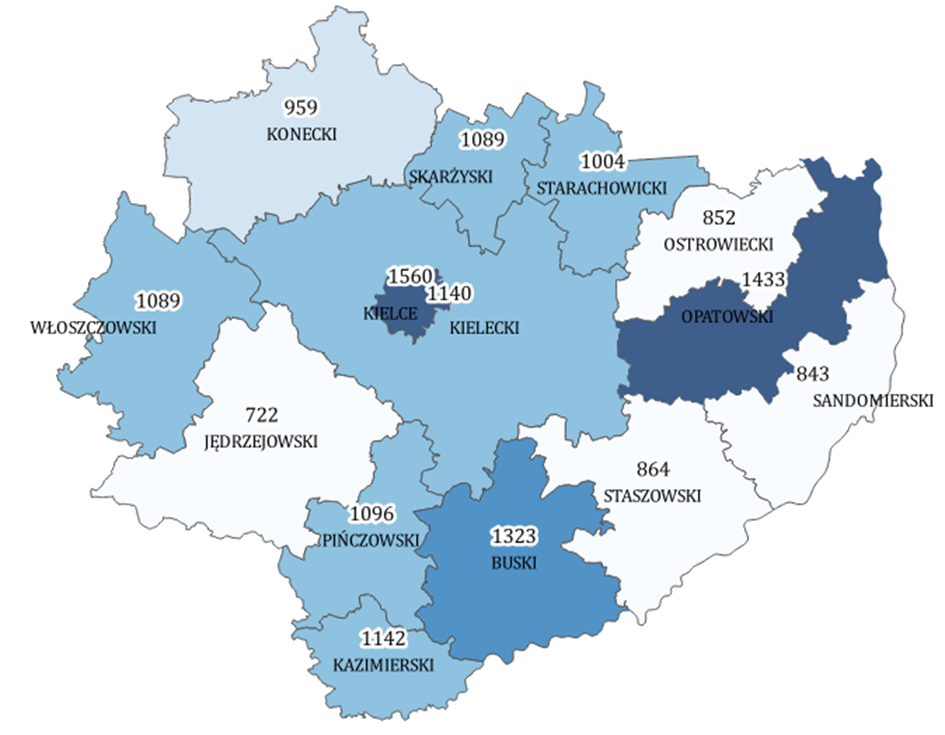 959
KONECKI
1089
SKARŻYSKI
1004
STARACHOWICKI
852
OSTROWIECKI
1433
OPATOWSKI
1560
KIELCE
1140
KIELECKI
1089
WŁOSZCZOWSKI
843
SANDOMIERSKI
722
JĘDRZEJOWSKI
864
STASZOWSKI
1096
PIŃCZOWSKI
1323
BUSKI
1142
KAZIMIERSKI